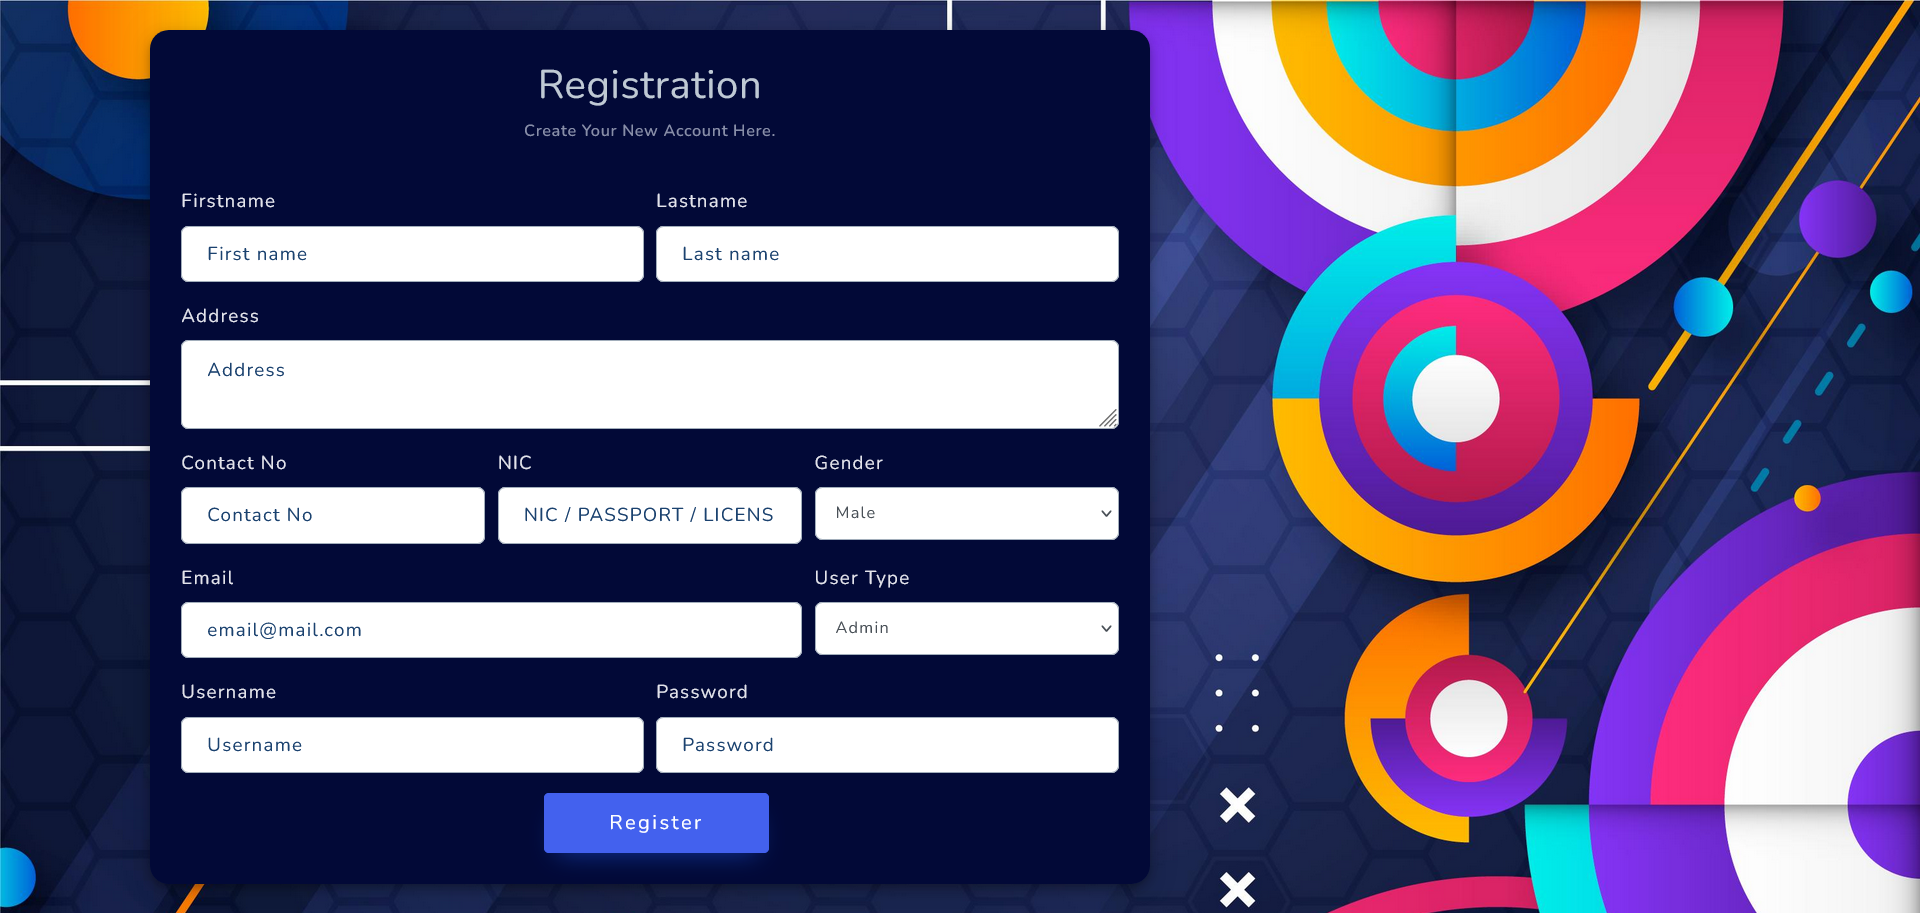 Registration
Create Your New Account Here.
Firstname Lastname
First name Last name
Address
Address
Contact No NIC Gender
Contact No NIC / PASSPORT / LICENS Male
Email User Type
email@mail.com Admin
Username Password
Username Password
Register